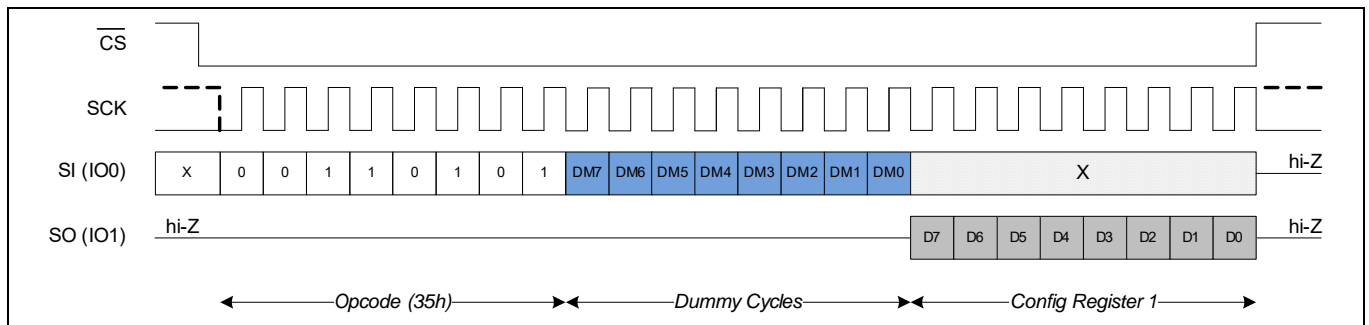 CS
SCK
SI (IO0) X 0 0 1 1 0 1 0 1 DM7 DM6 DM5 DM4 DM3 DM2 DM1 DM0 X hi-Z
SO (IO1) hi-Z D7 D6 D5 D4 D3 D2 D1 D0 hi-Z
Opcode (35h) Dummy Cycles Config Register 1